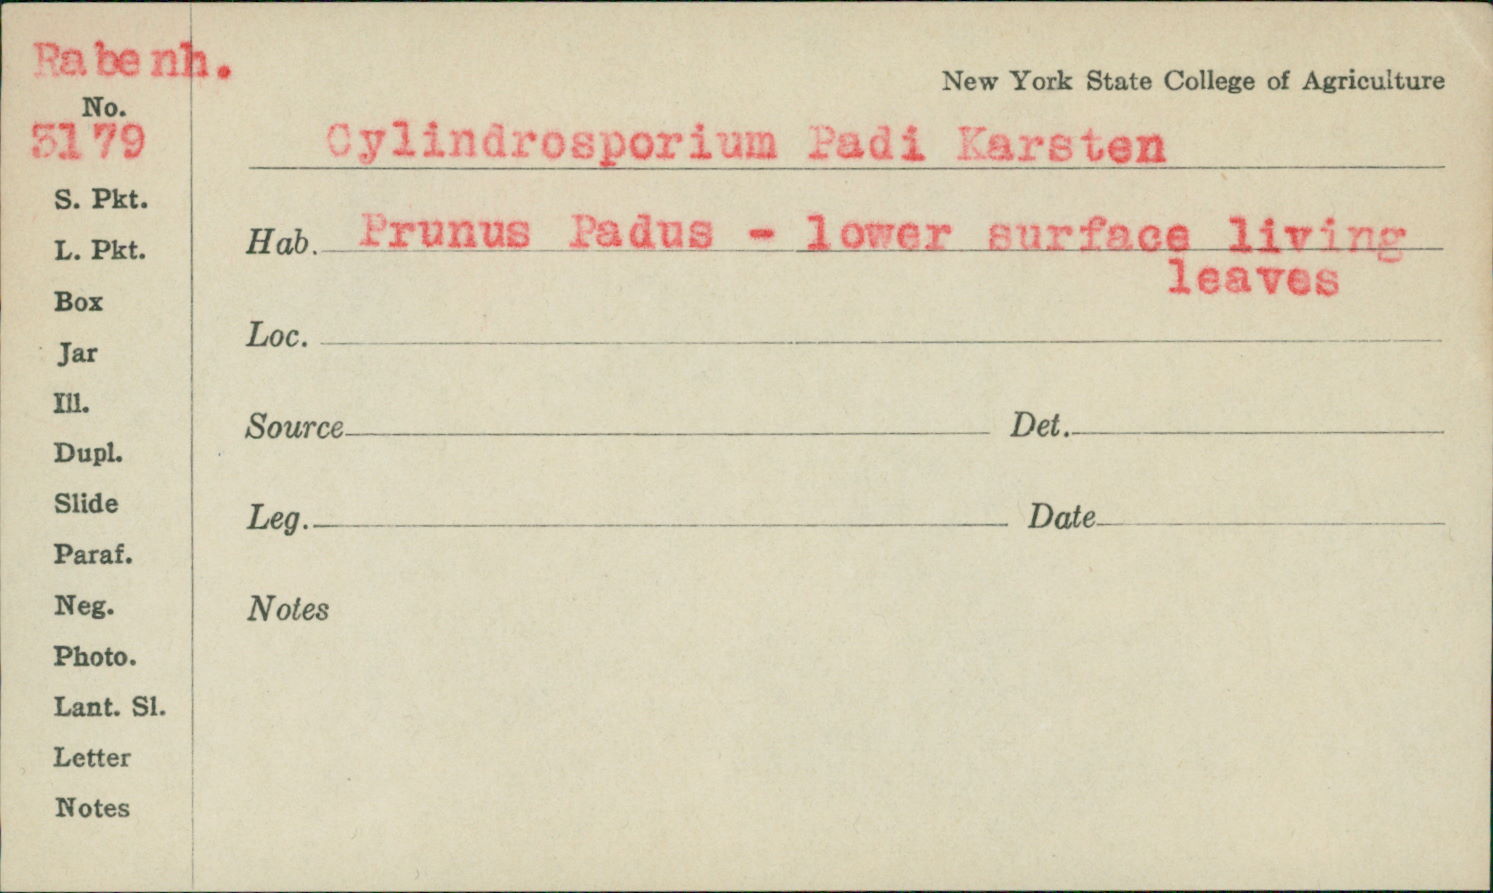 Rabenh.
New York State College of Agriculture
No.
3179
Cylindrosporium Padi Karsten
S. Pkt.
Hab. Prunus Padus - lower surface living
leaves
L. Pkt.
Box
Loc.
Jar
Ill.
Source Det.
Dupl.
Slide
Leg. Date
Paraf.
Neg.
Notes
Photo.
Lant. Sl.
Letter
Notes